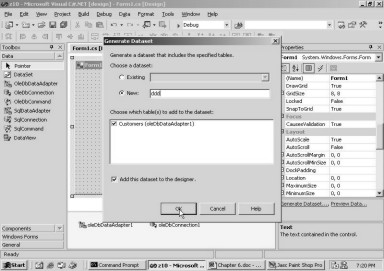 z18 - Microsoft Visual C#.NET [design] - Form1.cs [Design]
File Edit View Project Build Debug Data Format Tools Window Help
Debug
Toolbox
Data
Pointer
DataSet
OleDbDataAdapter
OleDbConnection
OleDbCommand
SqlDataAdapter
SqlConnection
SqlCommand
DataView
Components
Windows Forms
General
Form1.cs [D
Form1
Generate Dataset
Generate a dataset that includes the specified tables.
Choose a dataset:
Existing
New: ddd
Choose which table(s) to add to the dataset:
Customers (oleDbDataAdapter1)
Add this dataset to the designer.
OK Cancel Help
oleDbDataAdapter1 oleDbConnection1
Properties
Form1 System.Windows.Forms.Form
(Name) Form1
DrawGrid True
GridSize 8, 8
Locked False
SnapToGrid True
Focus
CausesValidation True
Layout
AutoScale True
AutoScroll False
AutoScrollMargin 0, 0
AutoScrollMinSize 0, 0
DockPadding
Location 0, 0
MaximumSize 0, 0
MinimumSize 0, 0
Generate Dataset..., Preview Data...
Text
The text contained in the control.
Ready
Start Command Prompt z18 - Microsoft ... Chapter 6.doc - ... Jasc Paint Shop Pro 7:20 PM